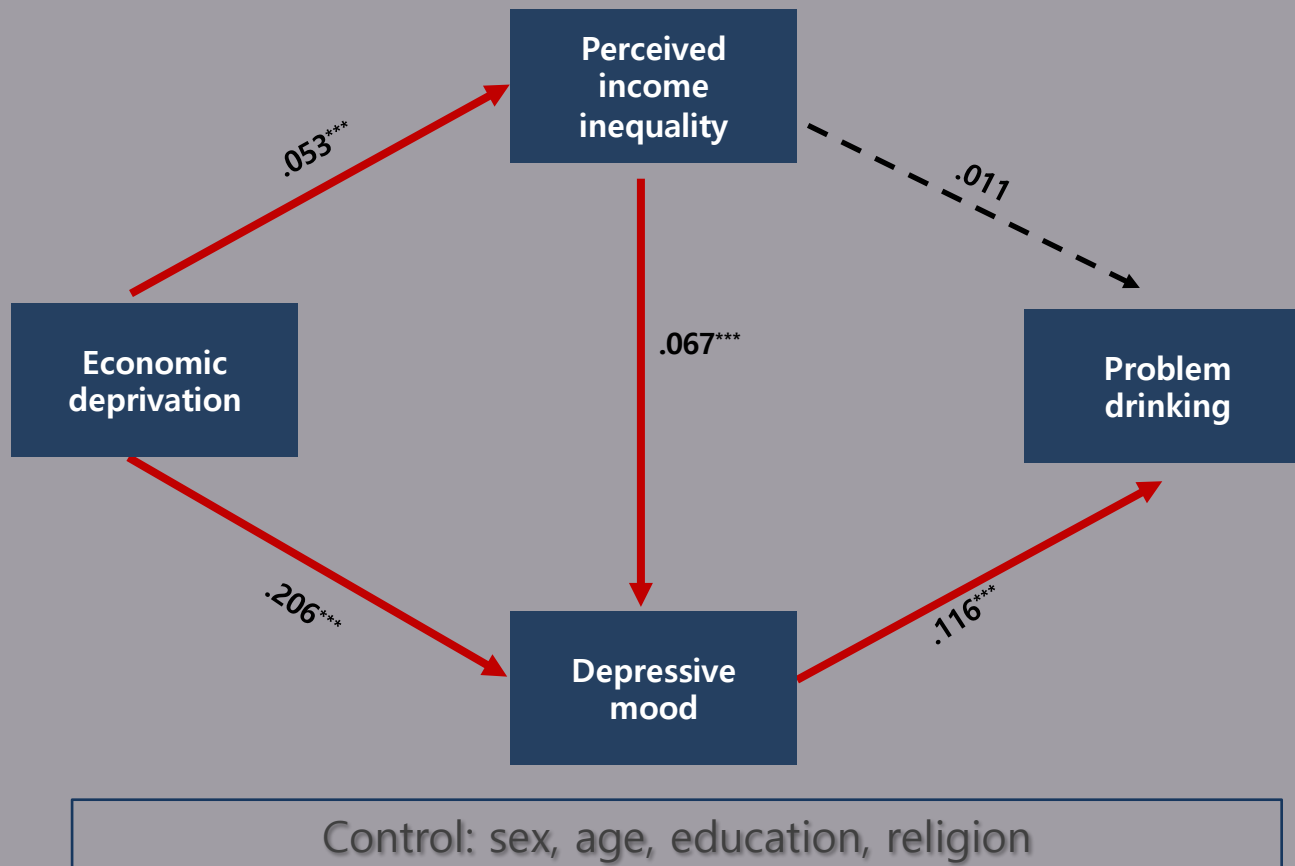 Perceived
income
inequality
.053***
.011
Economic
deprivation
.067***
Problem
drinking
.206***
.116***
Depressive
mood
Control: sex, age, education, religion